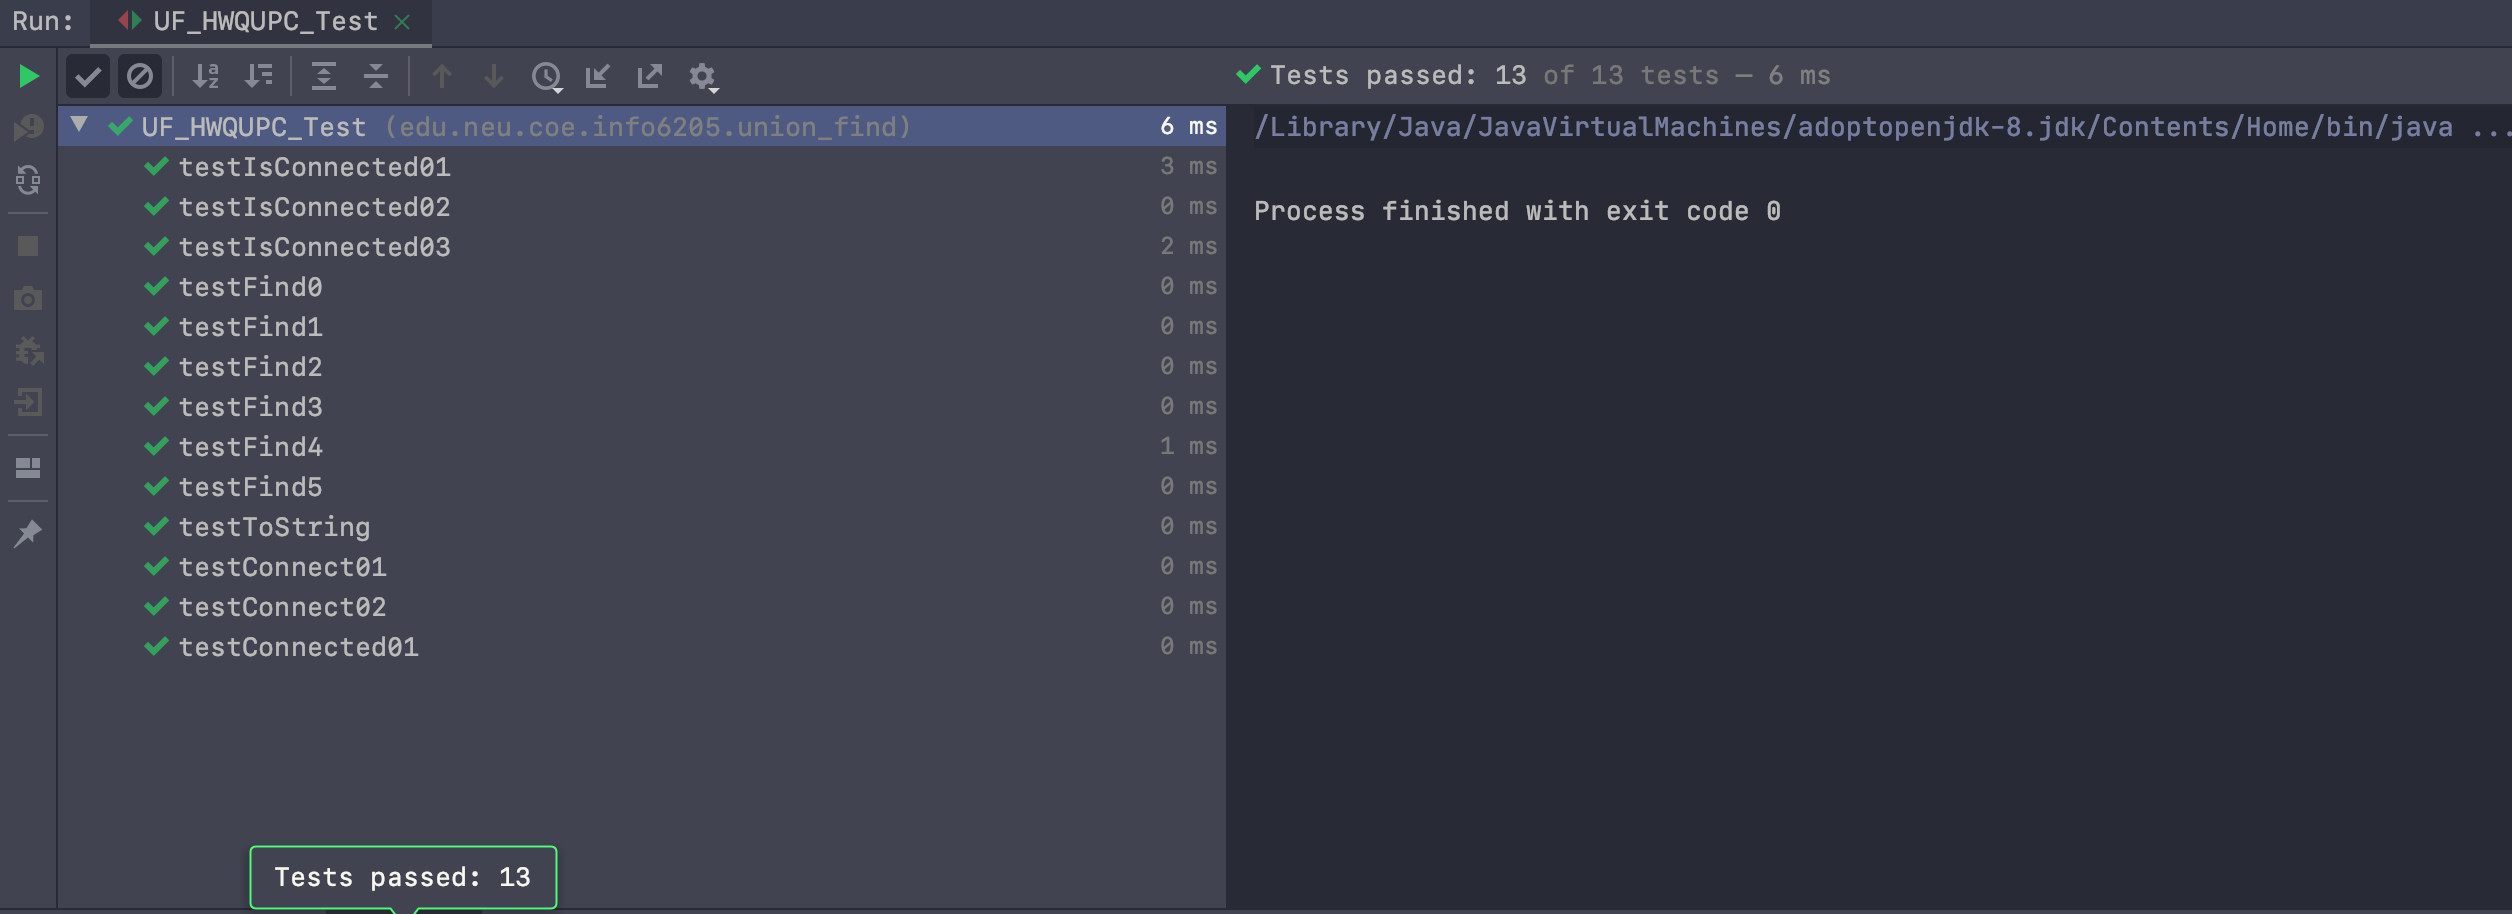 Run: UF_HWQUPC_Test
Tests passed: 13 of 13 tests – 6 ms
UF_HWQUPC_Test (edu.neu.coe.info6205.union_find) 6 ms
testIsConnected01 3 ms
testIsConnected02 0 ms
testIsConnected03 2 ms
testFind0 0 ms
testFind1 0 ms
testFind2 0 ms
testFind3 0 ms
testFind4 1 ms
testFind5 0 ms
testToString 0 ms
testConnect01 0 ms
testConnect02 0 ms
testConnected01 0 ms
/Library/Java/JavaVirtualMachines/adoptopenjdk-8.jdk/Contents/Home/bin/java ...
Process finished with exit code 0
Tests passed: 13